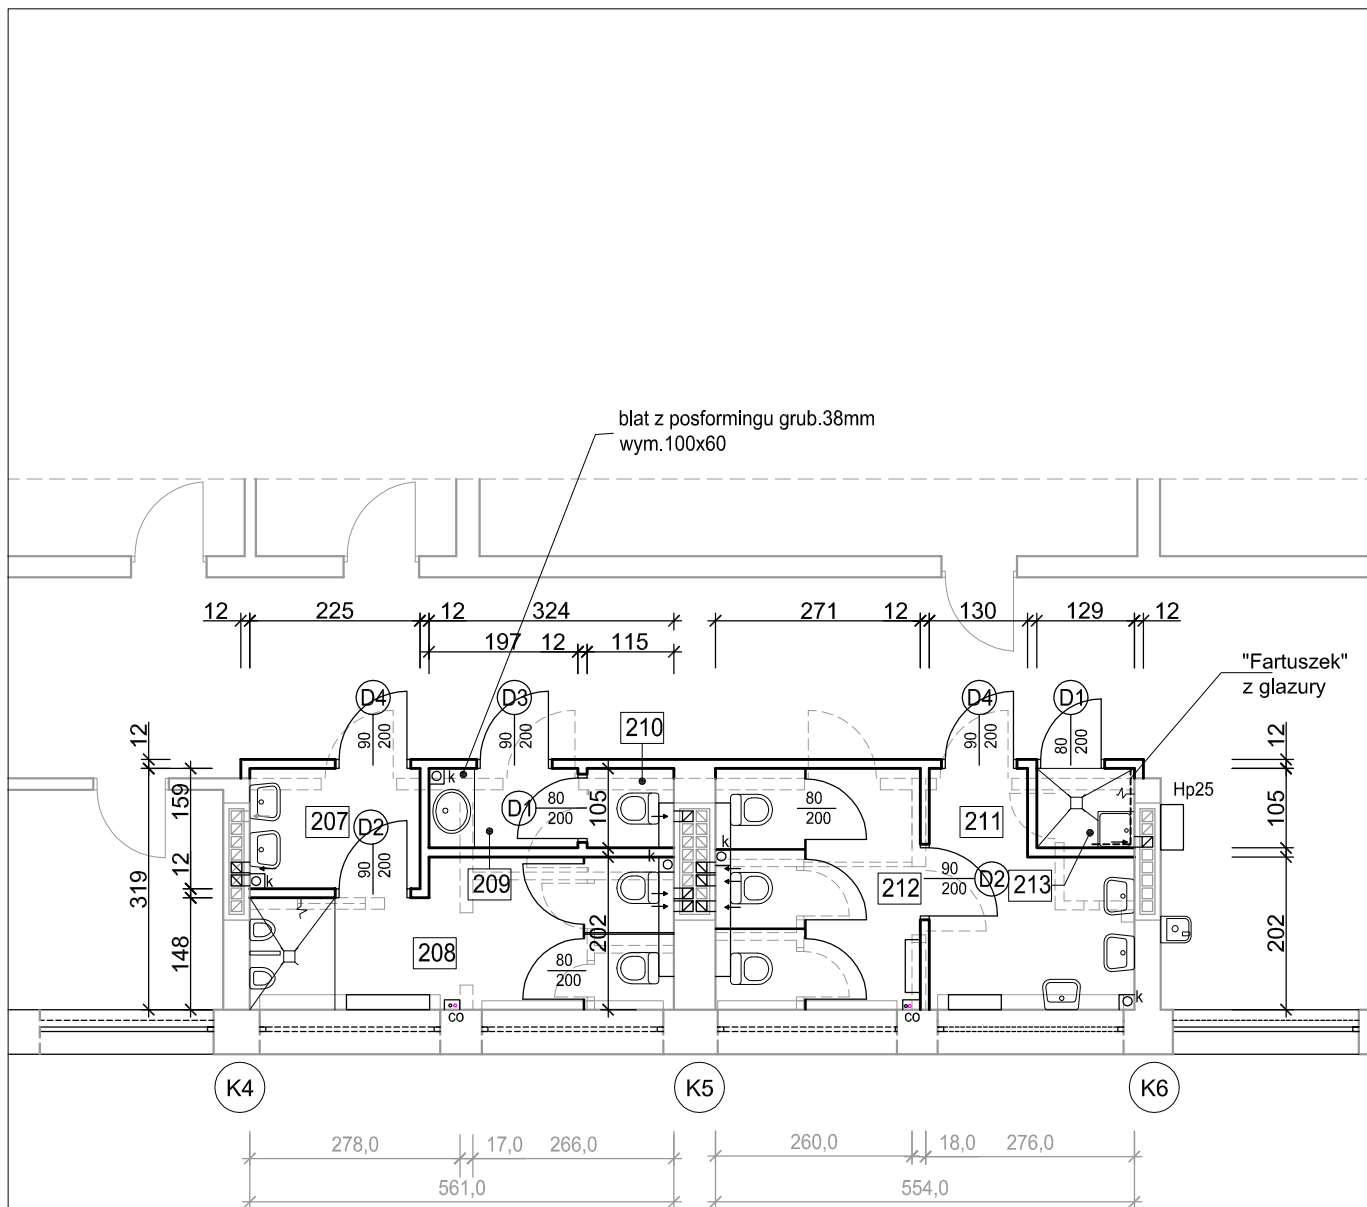 blat z posformingu grub.38mm
wym.100x60
12 225 12 324 271 12 130 129 12
197 12 115
"Fartuszek"
z glazury
D4 D3 D4 D1
90 200
90 200
90 200
80 200
210
12
12
159
12
319
148
207
D2
90 200
k
D1
80
200
105
80
200
211
Hp25
105
k
k
k
209
212
90
200
D2
213
202
208
80
200
202
k
co
co
K4 K5 K6
278,0 17,0 266,0 260,0 18,0 276,0
561,0 554,0